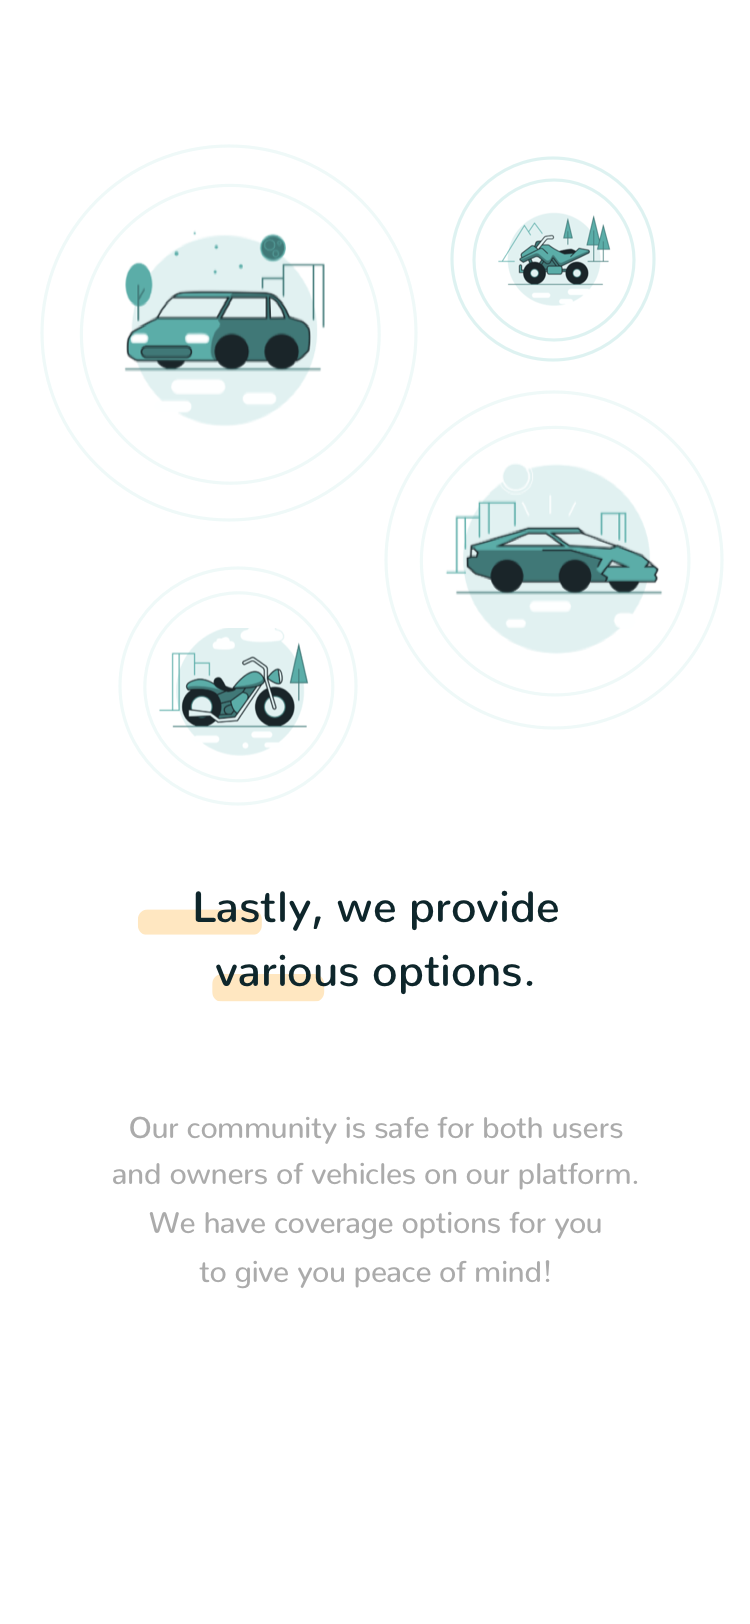 Lastly, we provide
various options.
Our community is safe for both users
and owners of vehicles on our platform.
We have coverage options for you
to give you peace of mind!